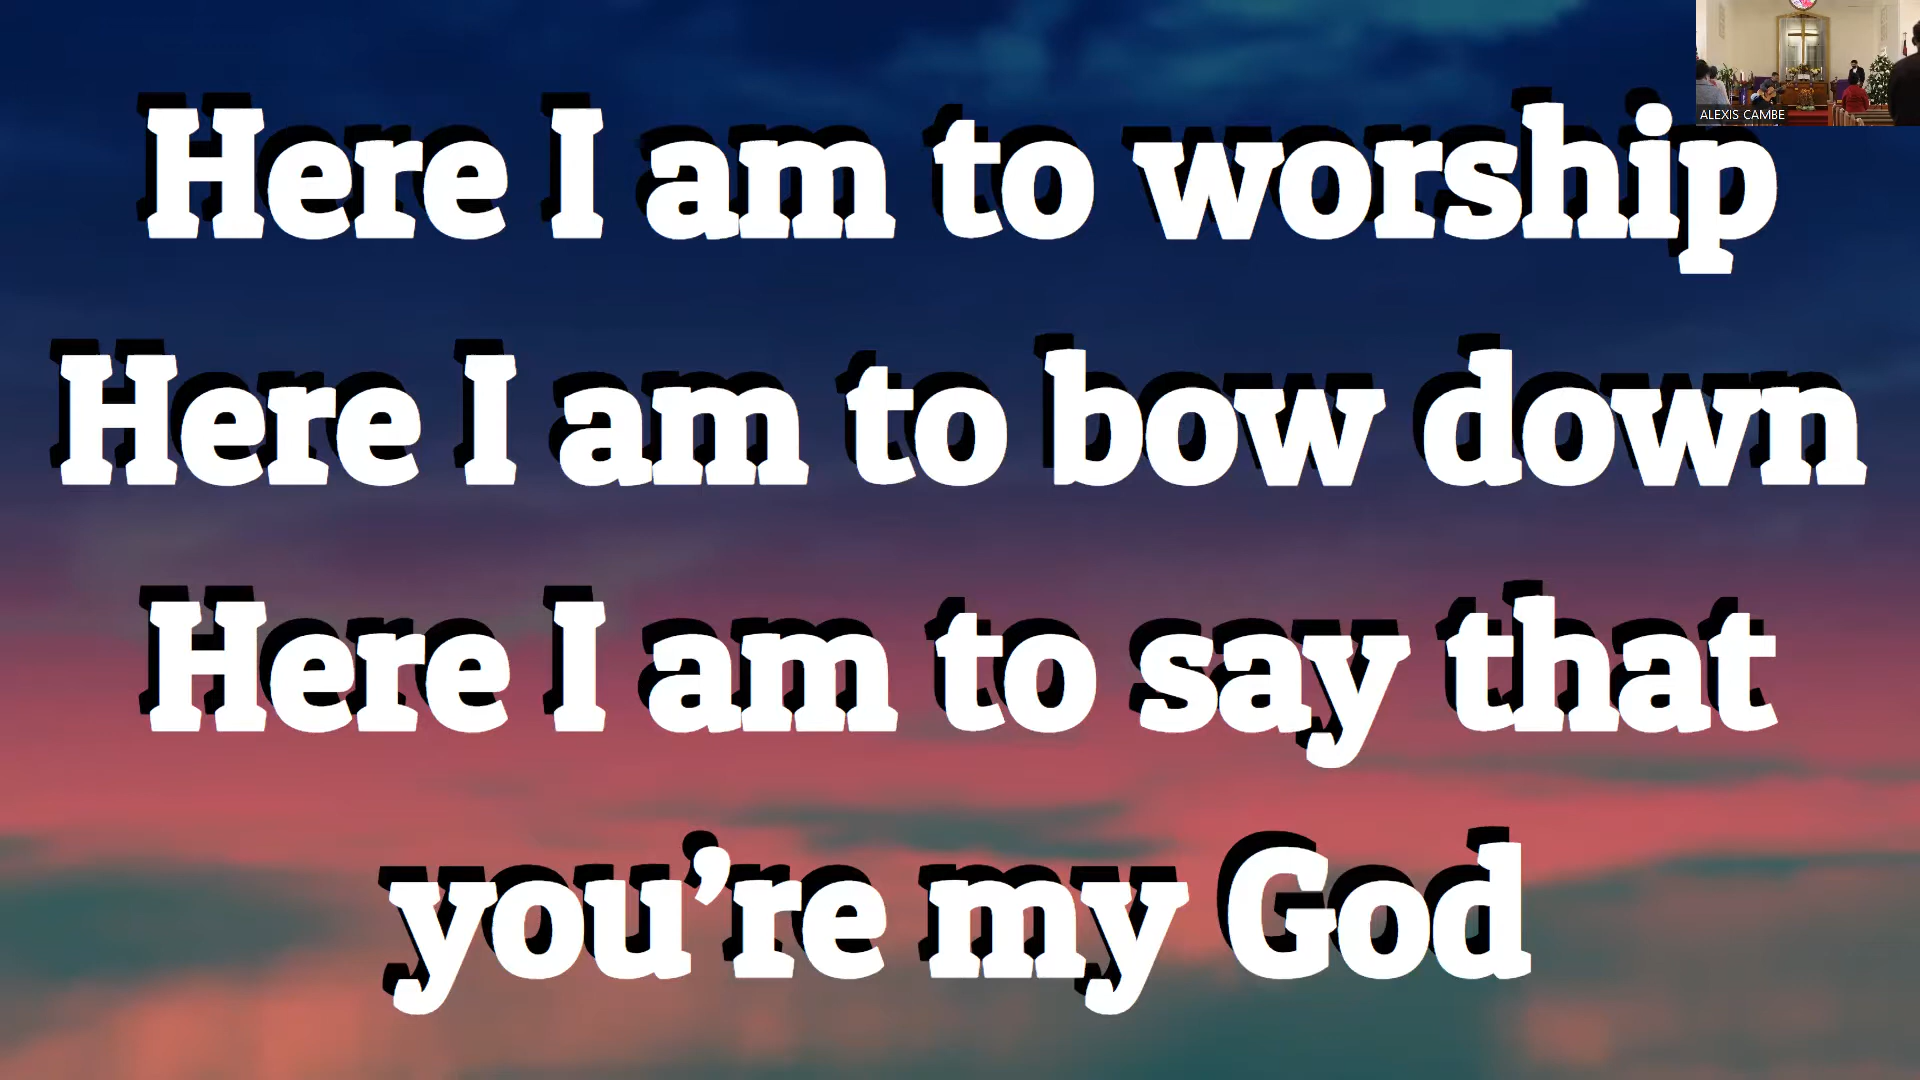 Here I am to worship
ALEXIS CAMBE
Here I am to bow down
Here I am to say that
you’re my God